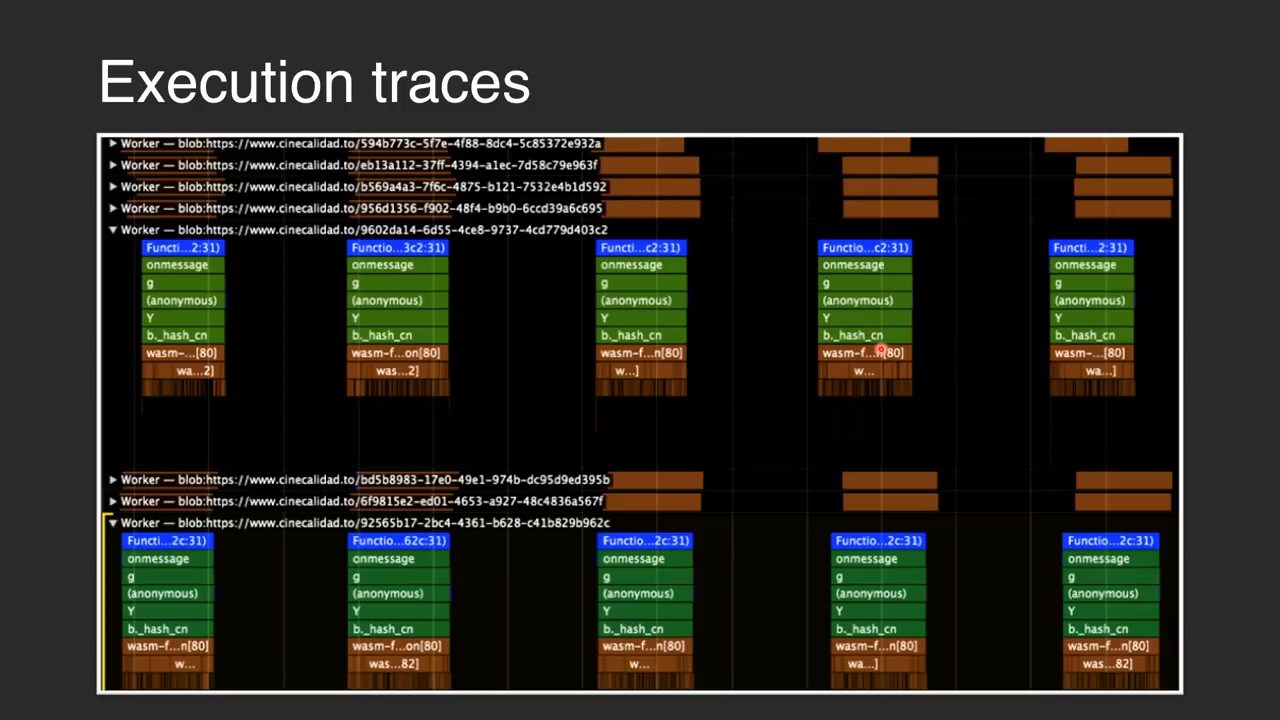 Execution traces
Worker — blob:https://www.cinecalidad.to/594b773c-5f7e-4f88-8dc4-5c85372e932a
Worker — blob:https://www.cinecalidad.to/eb13a112-37ff-4394-a1ec-7d58c79e963f
Worker — blob:https://www.cinecalidad.to/b569a4a3-7f6c-4875-b121-7532e4b1d592
Worker — blob:https://www.cinecalidad.to/956d1356-f902-48f4-b9b0-6ccd39a6c695
Worker — blob:https://www.cinecalidad.to/9602da14-6d55-4ce8-9737-4cd779d403c2
Functi...2:31) Functio...3c2:31) Functio...c2:31) Functio...c2:31) Functi...2:31)
onmessage onmessage onmessage onmessage onmessage
g g g g g
(anonymous) (anonymous) (anonymous) (anonymous) (anonymous)
Y Y Y Y Y
b._hash_cn b._hash_cn b._hash_cn b._hash_cn b._hash_cn
wasm-...[80] wasm-f...on[80] wasm-f...n[80] wasm-f...n[80] wasm-...[80]
wa...2] was...2] w...] w... wa...]
Worker — blob:https://www.cinecalidad.to/bd5b8983-17e0-49e1-974b-dc95d9ed395b
Worker — blob:https://www.cinecalidad.to/6f9815e2-ed01-4653-a927-48c4836a567f
Worker — blob:https://www.cinecalidad.to/92565b17-2bc4-4361-b628-c41b829b962c
Functio...2c:31) Functio...62c:31) Functio...2c:31) Functio...2c:31) Functio...2c:31)
onmessage onmessage onmessage onmessage onmessage
g g g g g
(anonymous) (anonymous) (anonymous) (anonymous) (anonymous)
Y Y Y Y Y
b._hash_cn b._hash_cn b._hash_cn b._hash_cn b._hash_cn
wasm-f...n[80] wasm-f...on[80] wasm-f...n[80] wasm-f...n[80] wasm-f...n[80]
w... was...82] w... wa...] was...82]